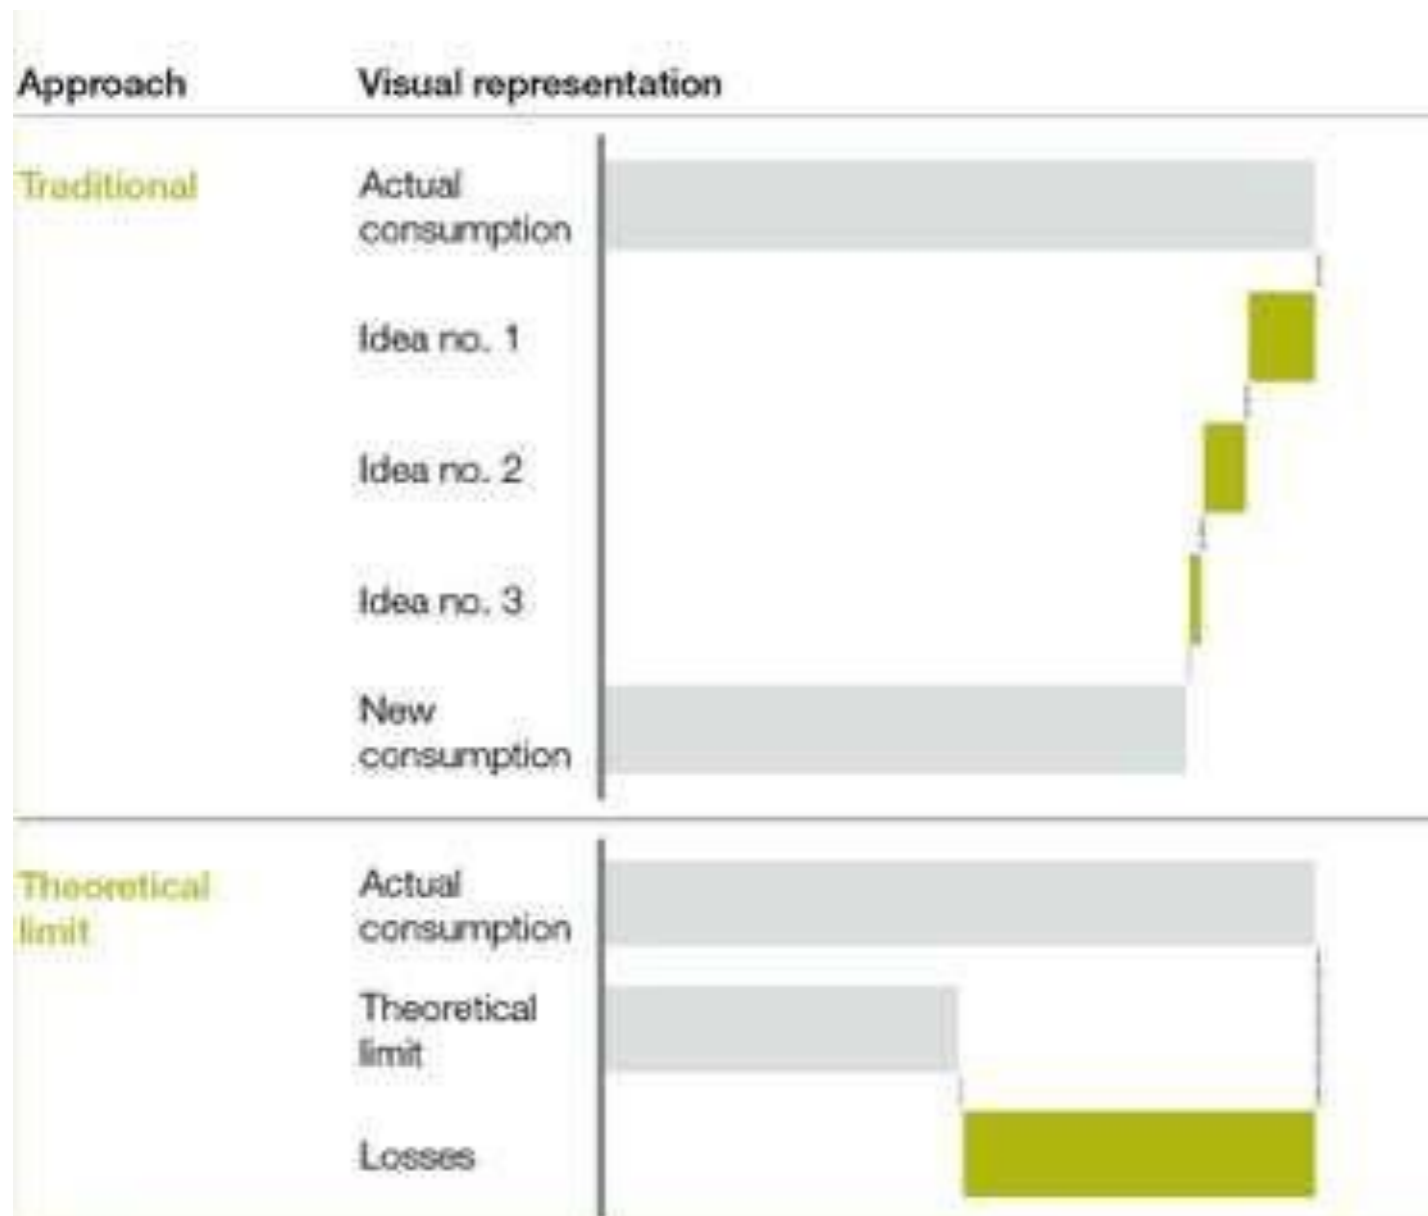 Approach
Visual representation
Traditional
Actual
consumption
Idea no. 1
Idea no. 2
Idea no. 3
New
consumption
Theoretical
limit
Actual
consumption
Theoretical
limit
Losses